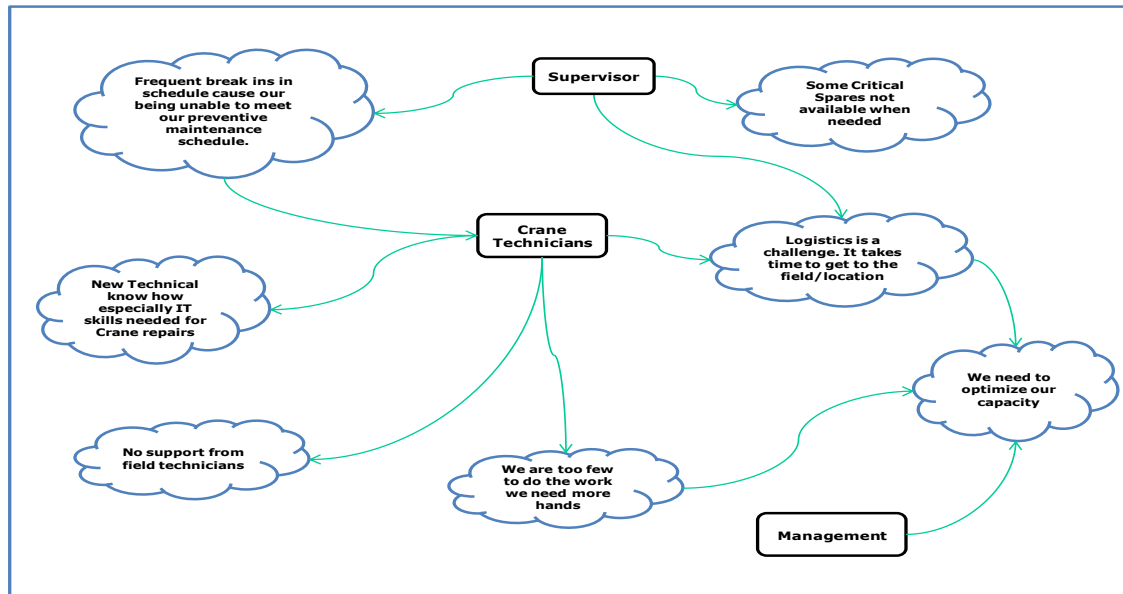 Frequent break ins in
schedule cause our
being unable to meet
our preventive
maintenance
schedule.
Supervisor
Some Critical
Spares not
available when
needed
Crane
Technicians
Logistics is a
challenge. It takes
time to get to the
field/location
New Technical
know how
especially IT
skills needed for
Crane repairs
We need to
optimize our
capacity
No support from
field technicians
We are too few
to do the work
we need more
hands
Management